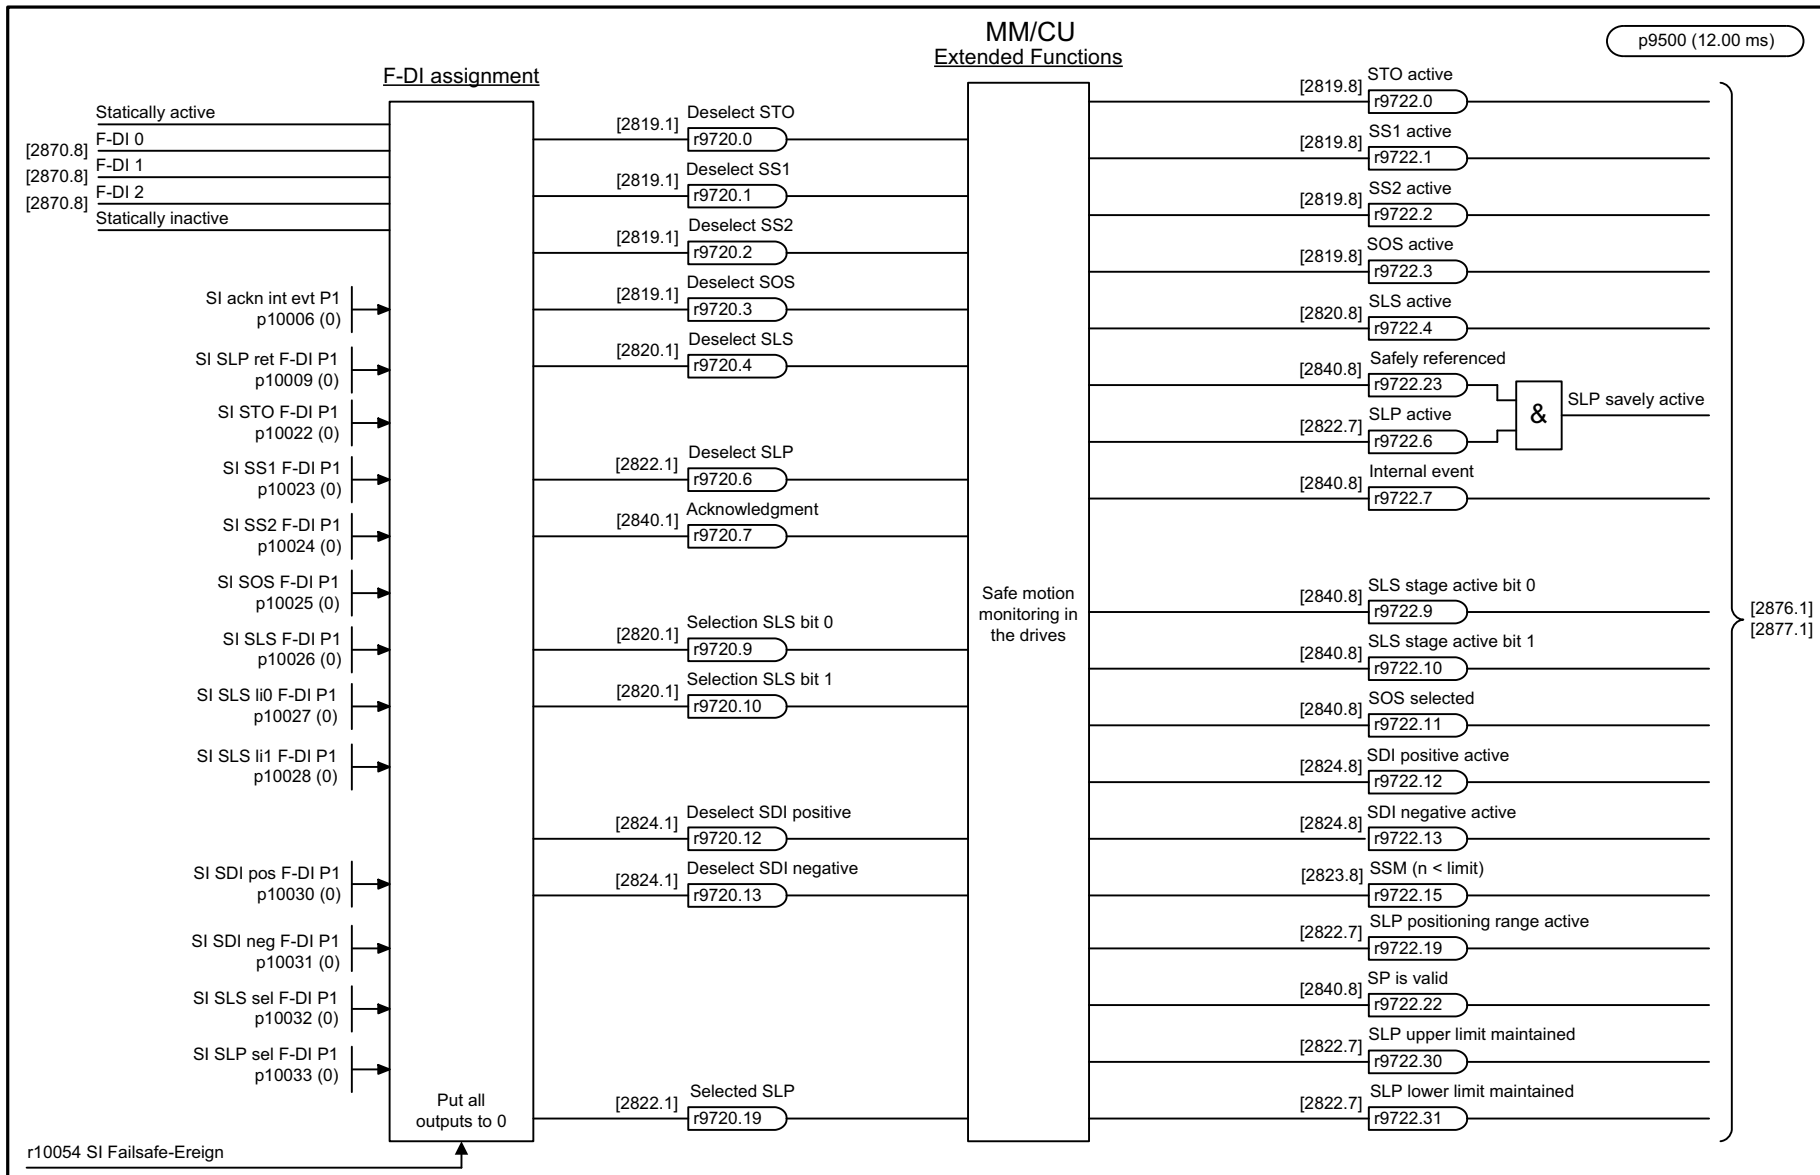 MM/CU
Extended Functions
p9500 (12.00 ms)
F-DI assignment
Statically active
[2870.8] F-DI 0
[2870.8] F-DI 1
[2870.8] F-DI 2
Statically inactive
SI ackn int evt P1
p10006 (0)
SI SLP ret F-DI P1
p10009 (0)
SI STO F-DI P1
p10022 (0)
SI SS1 F-DI P1
p10023 (0)
SI SS2 F-DI P1
p10024 (0)
SI SOS F-DI P1
p10025 (0)
SI SLS F-DI P1
p10026 (0)
SI SLS li0 F-DI P1
p10027 (0)
SI SLS li1 F-DI P1
p10028 (0)
SI SDI pos F-DI P1
p10030 (0)
SI SDI neg F-DI P1
p10031 (0)
SI SLS sel F-DI P1
p10032 (0)
SI SLP sel F-DI P1
p10033 (0)
r10054 SI Failsafe-Ereign
Put all
outputs to 0
[2819.1] Deselect STO
r9720.0
[2819.1] Deselect SS1
r9720.1
[2819.1] Deselect SS2
r9720.2
[2819.1] Deselect SOS
r9720.3
[2820.1] Deselect SLS
r9720.4
[2822.1] Deselect SLP
r9720.6
[2840.1] Acknowledgment
r9720.7
[2820.1] Selection SLS bit 0
r9720.9
[2820.1] Selection SLS bit 1
r9720.10
[2824.1] Deselect SDI positive
r9720.12
[2824.1] Deselect SDI negative
r9720.13
[2822.1] Selected SLP
r9720.19
Safe motion
monitoring in
the drives
[2819.8] STO active
r9722.0
[2819.8] SS1 active
r9722.1
[2819.8] SS2 active
r9722.2
[2819.8] SOS active
r9722.3
[2820.8] SLS active
r9722.4
[2840.8] Safely referenced
r9722.23
[2822.7] SLP active
r9722.6
&
SLP savely active
[2840.8] Internal event
r9722.7
[2840.8] SLS stage active bit 0
r9722.9
[2840.8] SLS stage active bit 1
r9722.10
[2840.8] SOS selected
r9722.11
[2824.8] SDI positive active
r9722.12
[2824.8] SDI negative active
r9722.13
[2823.8] SSM (n < limit)
r9722.15
[2822.7] SLP positioning range active
r9722.19
[2840.8] SP is valid
r9722.22
[2822.7] SLP upper limit maintained
r9722.30
[2822.7] SLP lower limit maintained
r9722.31
[2876.1]
[2877.1]